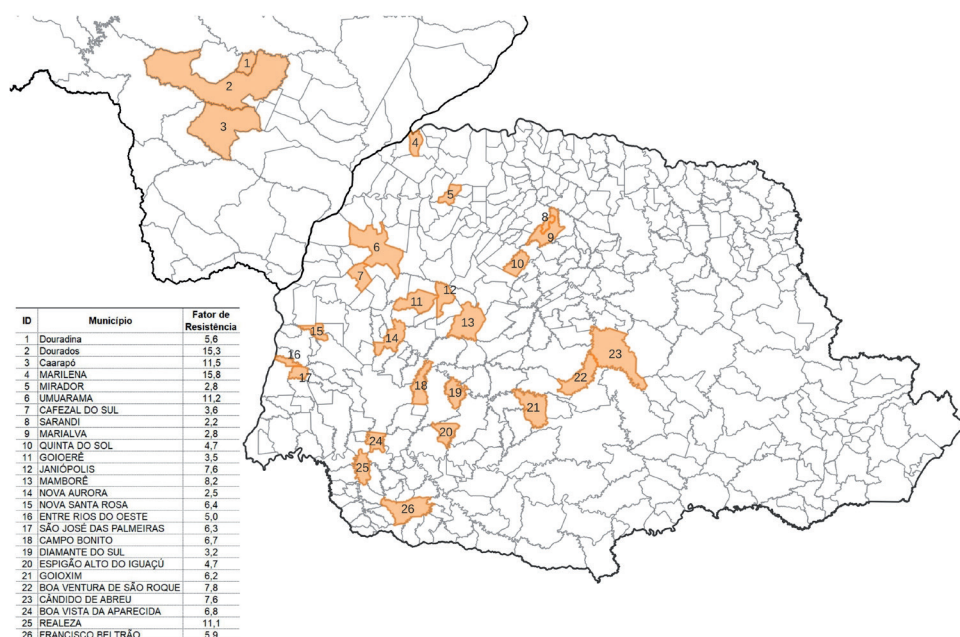 1
2
3
4
5
8
9
6
10
7
12
11
13
15
14
16
17
23
22
18
19
21
20
24
25
26
ID Município Fator de Resistência
1 Douradina 5,6
2 Dourados 15,3
3 Caarapó 11,5
4 MARILENA 15,8
5 MIRADOR 2,8
6 UMUARAMA 11,2
7 CAFEZAL DO SUL 3,6
8 SARANDI 2,2
9 MARIALVA 2,8
10 QUINTA DO SOL 4,7
11 GOIOERÊ 3,5
12 JANIÓPOLIS 7,6
13 MAMBORÊ 8,2
14 NOVA AURORA 2,5
15 NOVA SANTA ROSA 6,4
16 ENTRE RIOS DO OESTE 5,0
17 SÃO JOSÉ DAS PALMEIRAS 6,3
18 CAMPO BONITO 6,7
19 DIAMANTE DO SUL 3,2
20 ESPIGÃO ALTO DO IGUAÇÚ 4,7
21 GOIOXIM 6,2
22 BOA VENTURA DE SÃO ROQUE 7,8
23 CÂNDIDO DE ABREU 7,6
24 BOA VISTA DA APARECIDA 6,8
25 REALEZA 11,1
26 FRANCISCO BELTRÃO 5,9